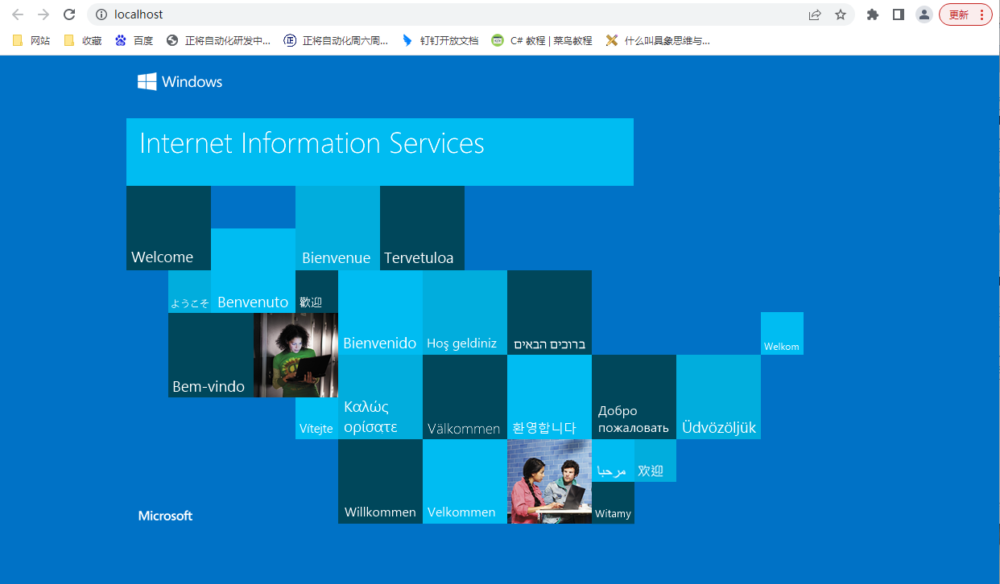 localhost
更新
网站
收藏
百度
正将自动化研发中...
正将自动化周六周...
钉钉开放文档
C# 教程 | 菜鸟教程
什么叫具象思维与...
Windows
Internet Information Services
Welcome
Bienvenue
Tervetuloa
ようこそ
Benvenuto
歡迎
Bienvenido
Hoş geldiniz
ברוכים הבאים
Welkom
Bem-vindo
Vítejte
Καλώς
ορίσατε
Välkommen
환영합니다
Добро
пожаловать
Üdvözöljük
مرحبا
欢迎
Willkommen
Velkommen
Witamy
Microsoft